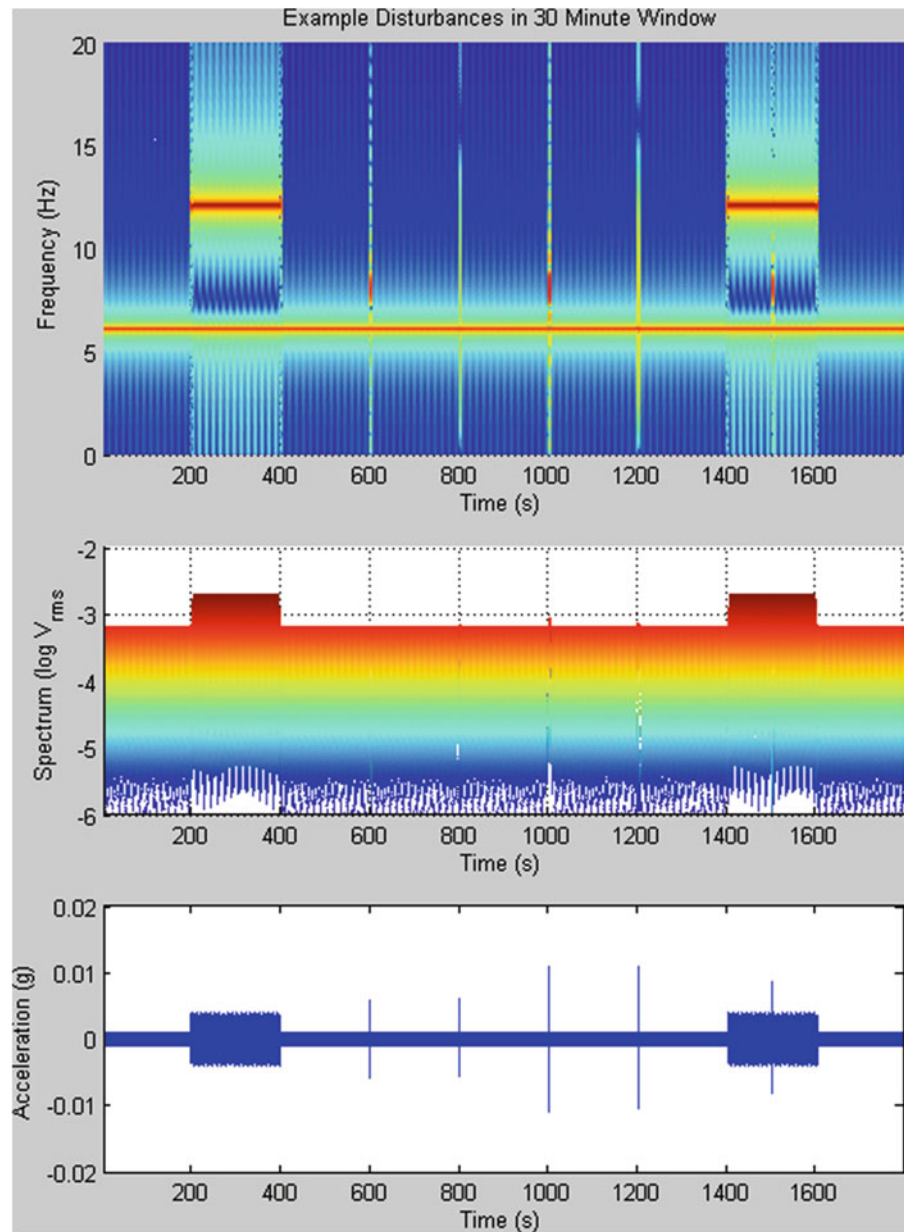 Example Disturbances in 30 Minute Window
20
15
10
5
0
Frequency (Hz)
200 400 600 800 1000 1200 1400 1600
Time (s)
-2
-3
-4
-5
-6
Spectrum (log Vrms)
200 400 600 800 1000 1200 1400 1600
Time (s)
0.02
0.01
0
-0.01
-0.02
Acceleration (g)
200 400 600 800 1000 1200 1400 1600
Time (s)